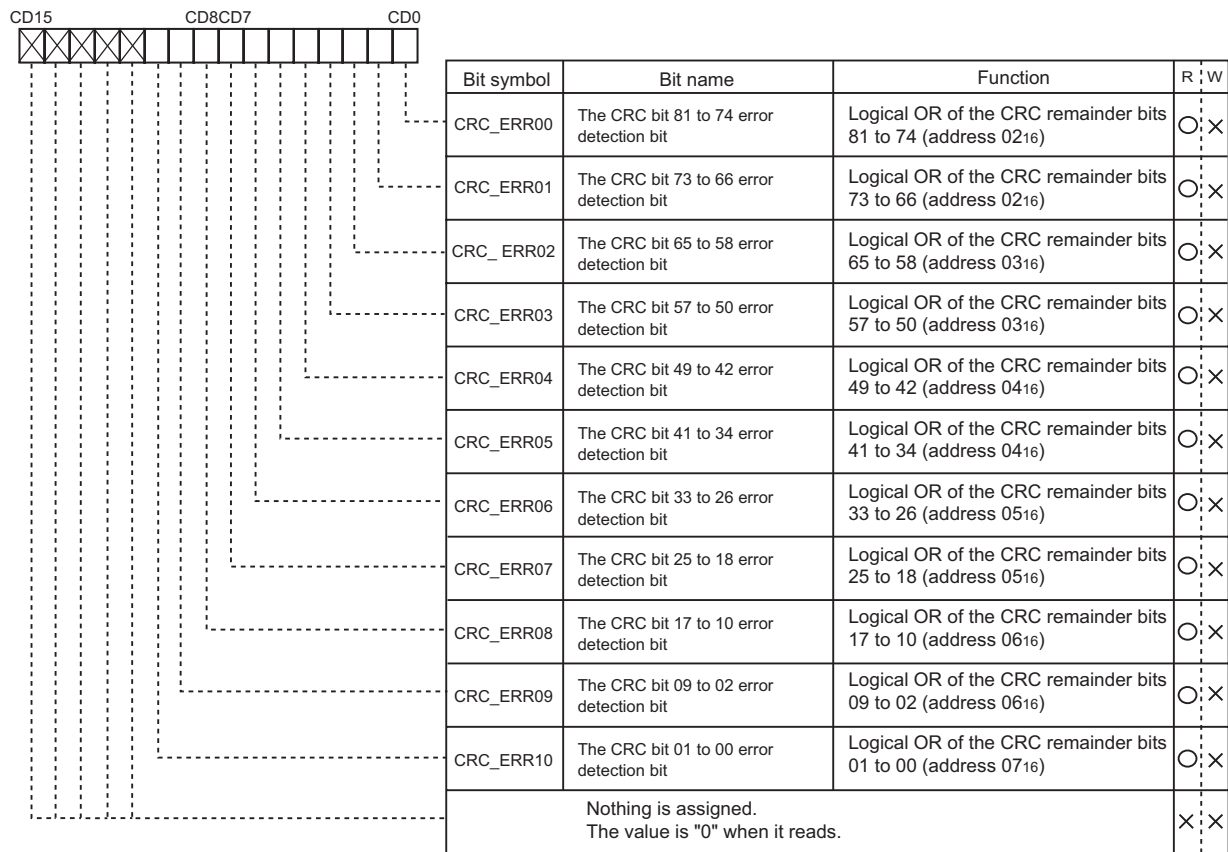 CD15 CD8CD7 CD0
Bit symbol Bit name Function R W
CRC_ERR00 The CRC bit 81 to 74 error Logical OR of the CRC remainder bits
detection bit 81 to 74 (address 0216) O ×
CRC_ERR01 The CRC bit 73 to 66 error Logical OR of the CRC remainder bits
detection bit 73 to 66 (address 0216) O ×
CRC_ ERR02 The CRC bit 65 to 58 error Logical OR of the CRC remainder bits
detection bit 65 to 58 (address 0316) O ×
CRC_ERR03 The CRC bit 57 to 50 error Logical OR of the CRC remainder bits
detection bit 57 to 50 (address 0316) O ×
CRC_ERR04 The CRC bit 49 to 42 error Logical OR of the CRC remainder bits
detection bit 49 to 42 (address 0416) O ×
CRC_ERR05 The CRC bit 41 to 34 error Logical OR of the CRC remainder bits
detection bit 41 to 34 (address 0416) O ×
CRC_ERR06 The CRC bit 33 to 26 error Logical OR of the CRC remainder bits
detection bit 33 to 26 (address 0516) O ×
CRC_ERR07 The CRC bit 25 to 18 error Logical OR of the CRC remainder bits
detection bit 25 to 18 (address 0516) O ×
CRC_ERR08 The CRC bit 17 to 10 error Logical OR of the CRC remainder bits
detection bit 17 to 10 (address 0616) O ×
CRC_ERR09 The CRC bit 09 to 02 error Logical OR of the CRC remainder bits
detection bit 09 to 02 (address 0616) O ×
CRC_ERR10 The CRC bit 01 to 00 error Logical OR of the CRC remainder bits
detection bit 01 to 00 (address 0716) O ×
Nothing is assigned.
The value is "0" when it reads. × ×